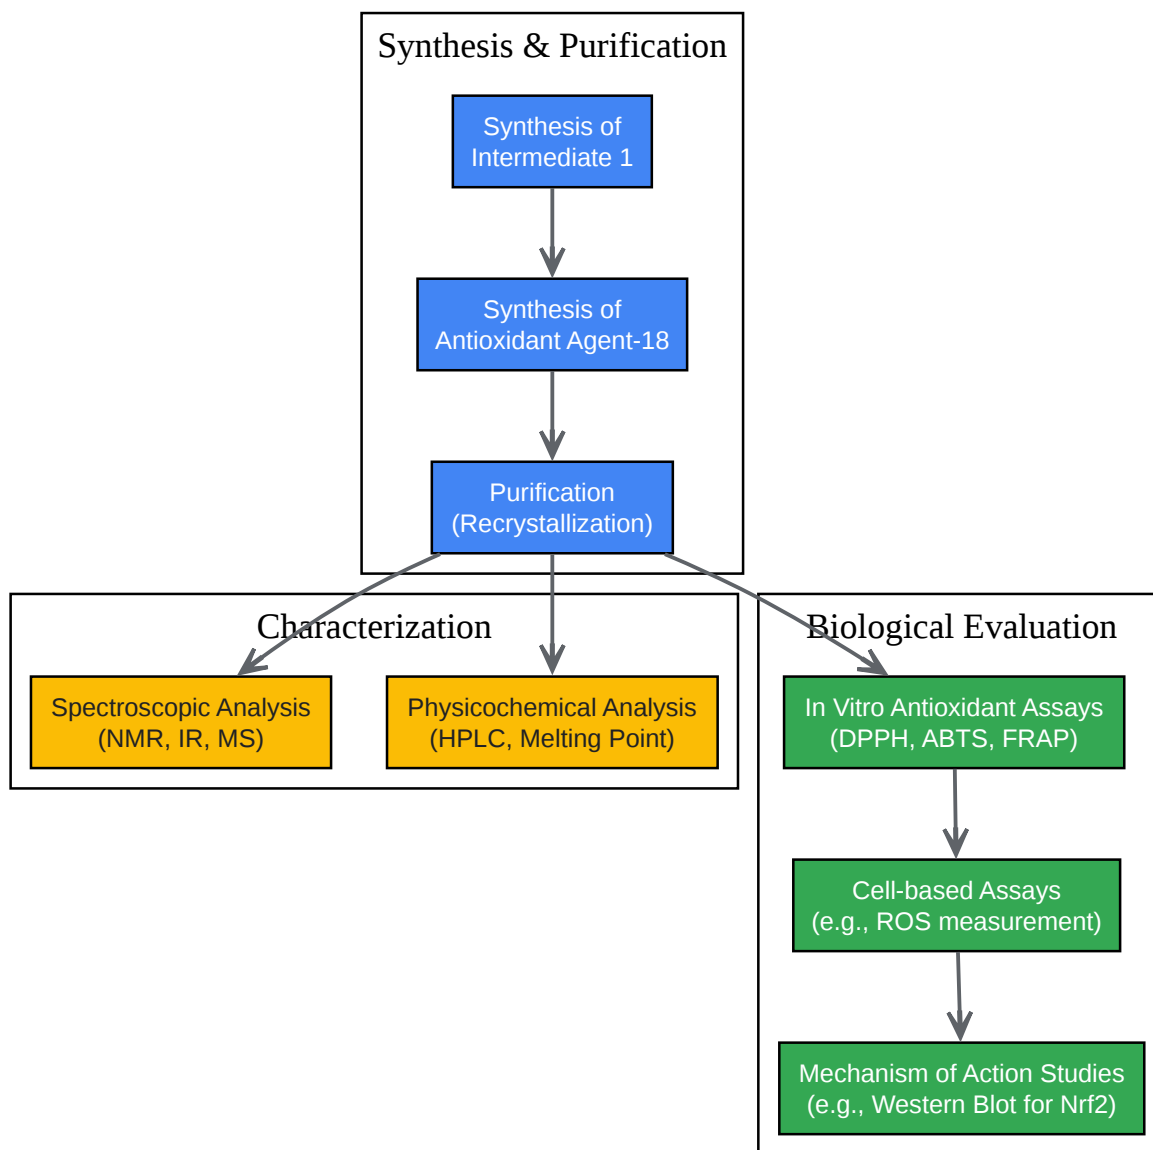 Synthesis & Purification
Synthesis of
Intermediate 1
Synthesis of
Antioxidant Agent-18
Purification
(Recrystallization)
Characterization
Spectroscopic Analysis
(NMR, IR, MS)
Physicochemical Analysis
(HPLC, Melting Point)
Biological Evaluation
In Vitro Antioxidant Assays
(DPPH, ABTS, FRAP)
Cell-based Assays
(e.g., ROS measurement)
Mechanism of Action Studies
(e.g., Western Blot for Nrf2)